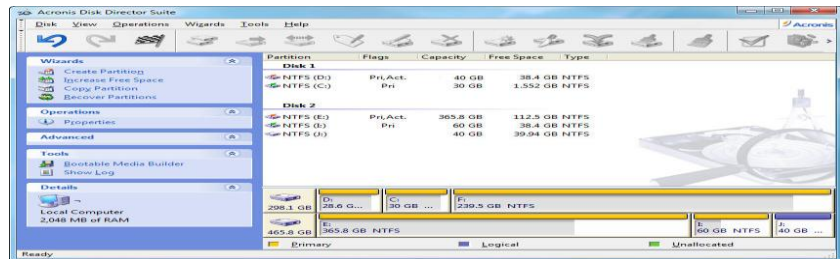 Acronis Disk Director Suite
Disk View Operations Wizards Tools Help
Acronis
Wizards
Create Partition
Increase Free Space
Copy Partition
Recover Partitions
Operations
Properties
Advanced
Tools
Bootable Media Builder
Show Log
Details
Local Computer
2,048 MB of RAM
Partition Flags Capacity Free Space Type
Disk 1
NTFS (D:) Pri,Act. 40 GB 38.4 GB NTFS
NTFS (C:) Pri 30 GB 1.552 GB NTFS
Disk 2
NTFS (E:) Pri,Act. 365.8 GB 112.5 GB NTFS
NTFS (I:) Pri 60 GB 38.4 GB NTFS
NTFS (J:) 40 GB 39.94 GB NTFS
298.1 GB
D:
28.6 G...
C:
30 GB ...
F:
239.5 GB NTFS
465.8 GB
E:
365.8 GB NTFS
I:
60 GB NTFS
J:
40 GB ...
Primary Logical Unallocated
Ready